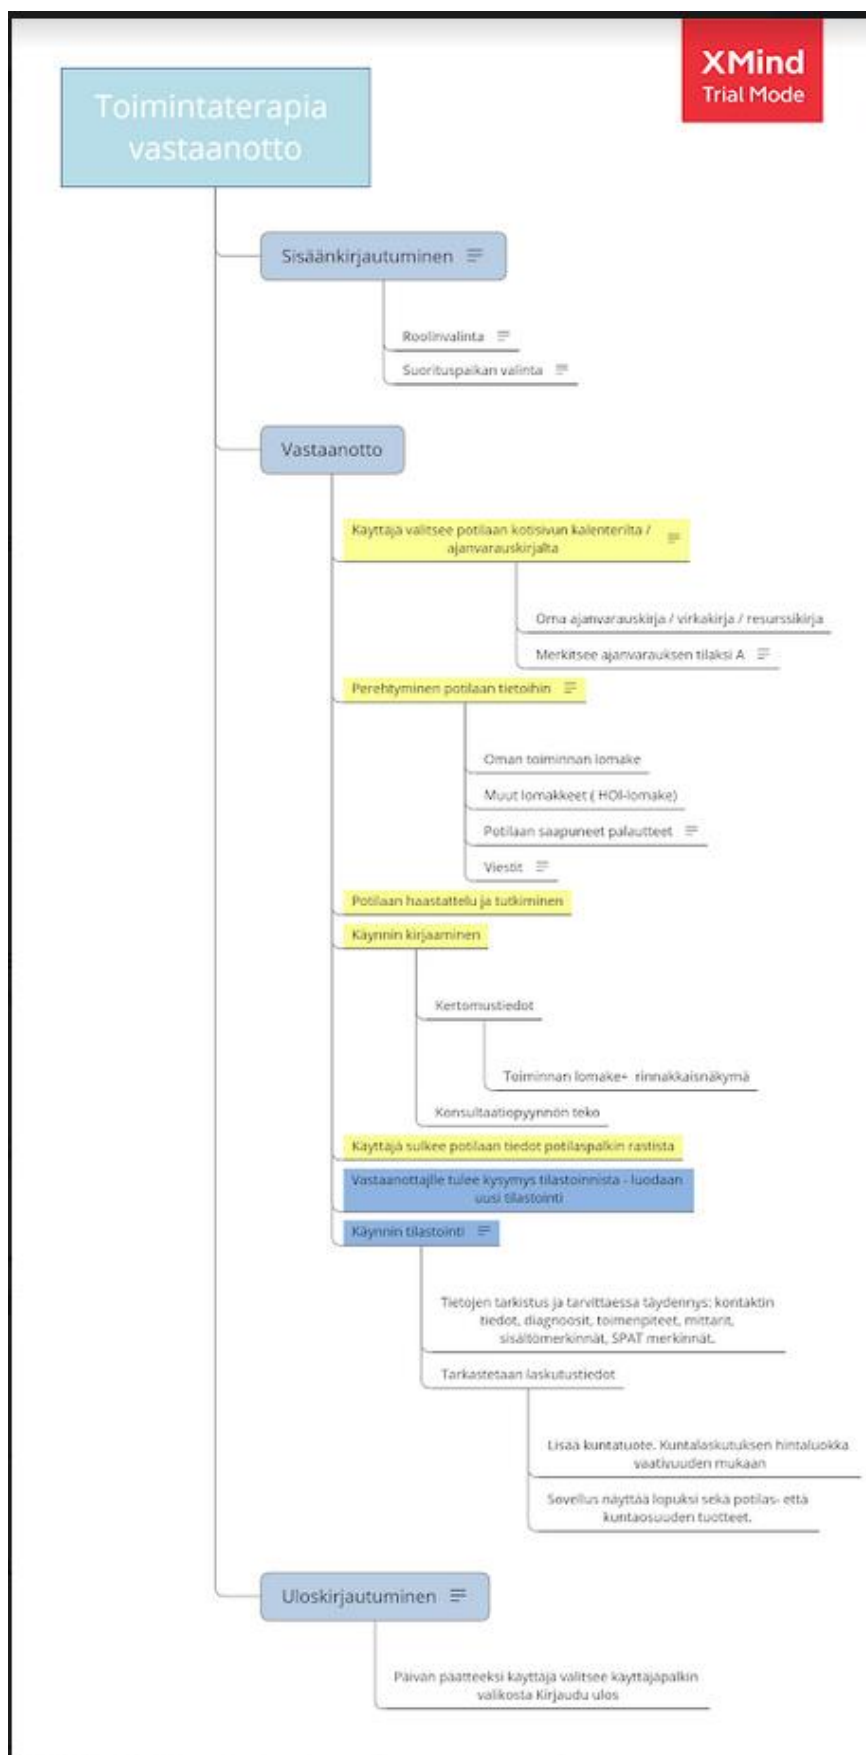 XMind
Trial Mode
Toimintaterapia
vastaanotto
Sisäänkirjautuminen
Roolinvalinta
Suorituspaikan valinta
Vastaanotto
Käyttäjä valitsee potilaan kotisivun kalenterilta /
ajanvarauskirjalta
Oma ajanvarauskirja / virkakirja / resurssikirja
Merkitsee ajanvarauksen tilaksi A
Perehtyminen potilaan tietoihin
Oman toiminnan lomake
Muut lomakkeet ( HOI-lomake)
Potilaan saapuneet palautteet
Viestit
Potilaan haastattelu ja tutkiminen
Käynnin kirjaaminen
Kertomustiedot
Toiminnan lomake+ rinnakkaisnäkymä
Konsultaatiopyynnön teko
Käyttäjä sulkee potilaan tiedot potilaspalkin rastista
Vastaanottajlle tulee kysymys tilastoinnista - luodaan
uusi tilastointi
Käynnin tilastointi
Tietojen tarkistus ja tarvittaessa täydennys: kontaktin
tiedot, diagnoosit, toimenpiteet, mittarit,
sisältömerkinnät, SPAT merkinnät.
Tarkastetaan laskutustiedot
Lisää kuntatuote. Kuntalaskutuksen hintaluokka
vaativuuden mukaan
Sovellus näyttää lopuksi sekä potilas- että
kuntaosuuden tuotteet.
Uloskirjautuminen
Päivän päätteeksi käyttäjä valitsee käyttäjäpalkin
valikosta Kirjaudu ulos